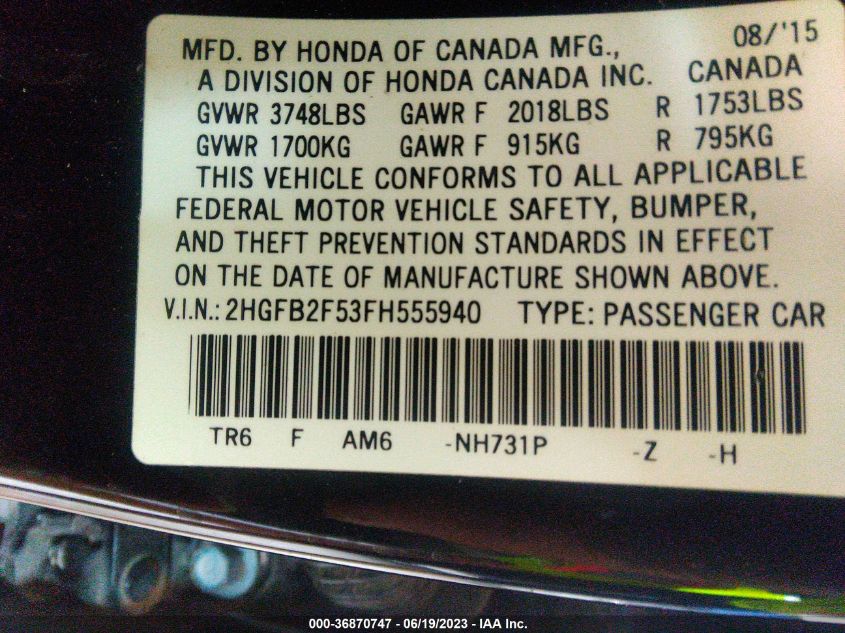 08/'15
MFD. BY HONDA OF CANADA MFG.,
A DIVISION OF HONDA CANADA INC. CANADA
GVWR 3748LBS GAWR F 2018LBS R 1753LBS
GVWR 1700KG GAWR F 915KG R 795KG
THIS VEHICLE CONFORMS TO ALL APPLICABLE
FEDERAL MOTOR VEHICLE SAFETY, BUMPER,
AND THEFT PREVENTION STANDARDS IN EFFECT
ON THE DATE OF MANUFACTURE SHOWN ABOVE.
V.I.N.: 2HGFB2F53FH555940 TYPE: PASSENGER CAR
TR6 F AM6 -NH731P -Z -H
000-36870747 - 06/19/2023 - IAA Inc.